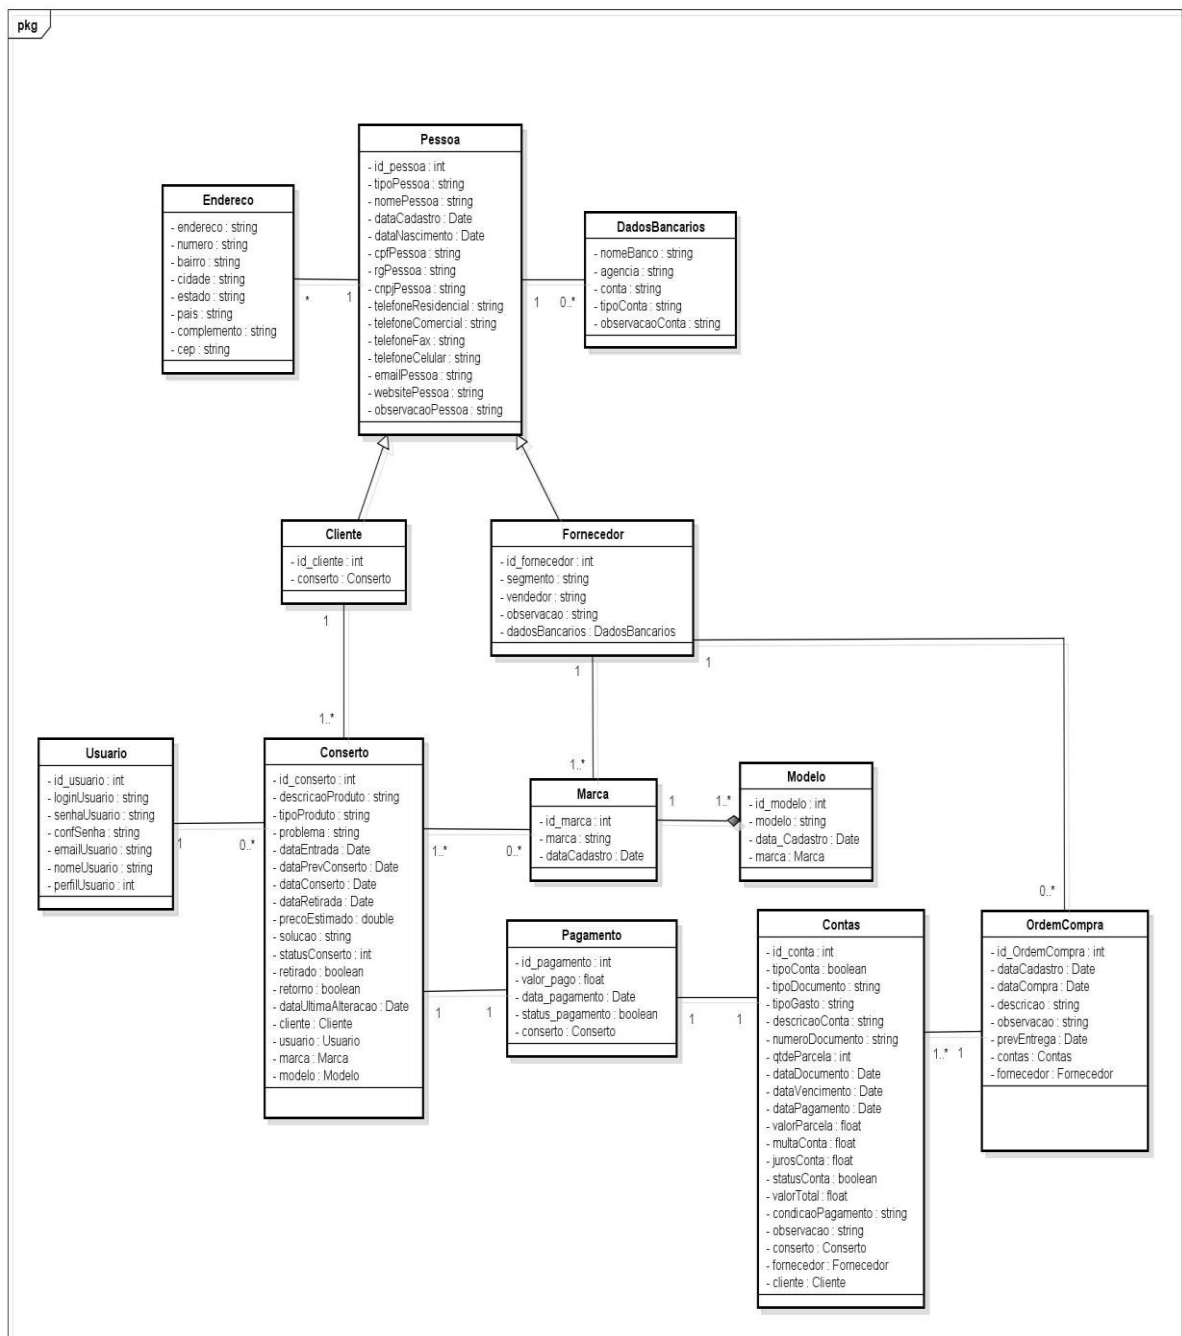 pkg
Pessoa
- id_pessoa : int
- tipoPessoa : string
- nomePessoa : string
- dataCadastro : Date
- dataNascimento : Date
- cpfPessoa : string
- rgPessoa : string
- cnpjPessoa : string
- telefoneResidencial : string
- telefoneComercial : string
- telefoneFax : string
- telefoneCelular : string
- emailPessoa : string
- websitePessoa : string
- observacaoPessoa : string
Endereco
- endereco : string
- numero : string
- bairro : string
- cidade : string
- estado : string
- pais : string
- complemento : string
- cep : string
* 1
DadosBancarios
- nomeBanco : string
- agencia : string
- conta : string
- tipoConta : string
- observacaoConta : string
1 0..*
Cliente
- id_cliente : int
- conserto : Conserto
1
1..*
Fornecedor
- id_fornecedor : int
- segmento : string
- vendedor : string
- observacao : string
- dadosBancarios : DadosBancarios
1 1
1..*
0..*
Usuario
- id_usuario : int
- loginUsuario : string
- senhaUsuario : string
- confSenha : string
- emailUsuario : string
- nomeUsuario : string
- perfilUsuario : int
1 0..*
Conserto
- id_conserto : int
- descricaoProduto : string
- tipoProduto : string
- problema : string
- dataEntrada : Date
- dataPrevConserto : Date
- dataConserto : Date
- dataRetirada : Date
- precoEstimado : double
- solucao : string
- statusConserto : int
- retirado : boolean
- retorno : boolean
- dataUltimaAlteracao : Date
- cliente : Cliente
- usuario : Usuario
- marca : Marca
- modelo : Modelo
1..* 0..*
Marca
- id_marca : int
- marca : string
- dataCadastro : Date
1 1..*
Modelo
- id_modelo : int
- modelo : string
- data_Cadastro : Date
- marca : Marca
Pagamento
- id_pagamento : int
- valor_pago : float
- data_pagamento : Date
- status_pagamento : boolean
- conserto : Conserto
1 1
1 1
Contas
- id_conta : int
- tipoConta : boolean
- tipoDocumento : string
- tipoGasto : string
- descricaoConta : string
- numeroDocumento : string
- qtdeParcela : int
- dataDocumento : Date
- dataVencimento : Date
- dataPagamento : Date
- valorParcela : float
- multaConta : float
- jurosConta : float
- statusConta : boolean
- valorTotal : float
- condicaoPagamento : string
- observacao : string
- conserto : Conserto
- fornecedor : Fornecedor
- cliente : Cliente
1..* 1
OrdemCompra
- id_OrdemCompra : int
- dataCadastro : Date
- dataCompra : Date
- descricao : string
- observacao : string
- prevEntrega : Date
- contas : Contas
- fornecedor : Fornecedor